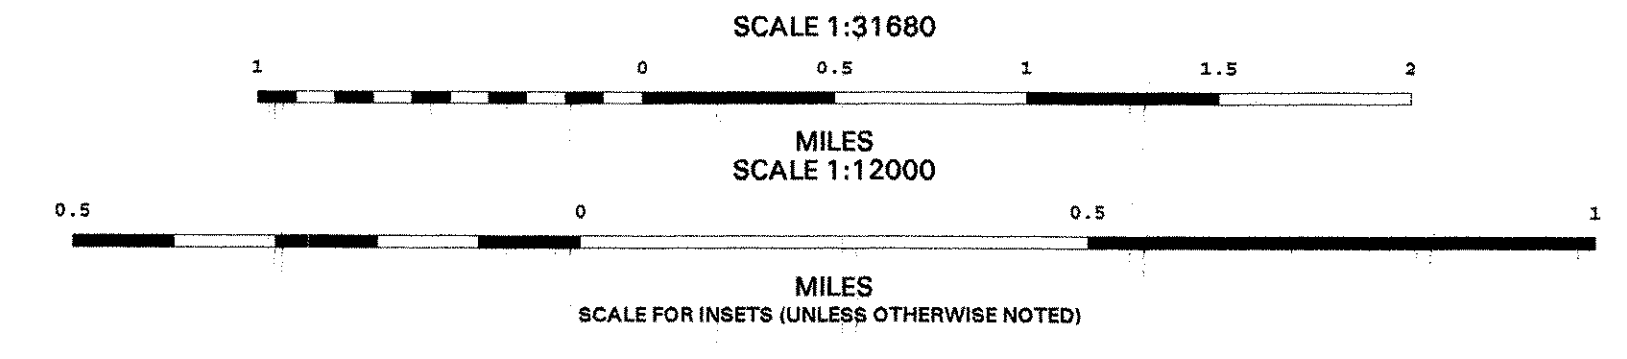 SCALE 1:31680
1 0 0.5 1 1.5 2
MILES
SCALE 1:12000
0.5 0 0.5 1
MILES
SCALE FOR INSETS (UNLESS OTHERWISE NOTED)